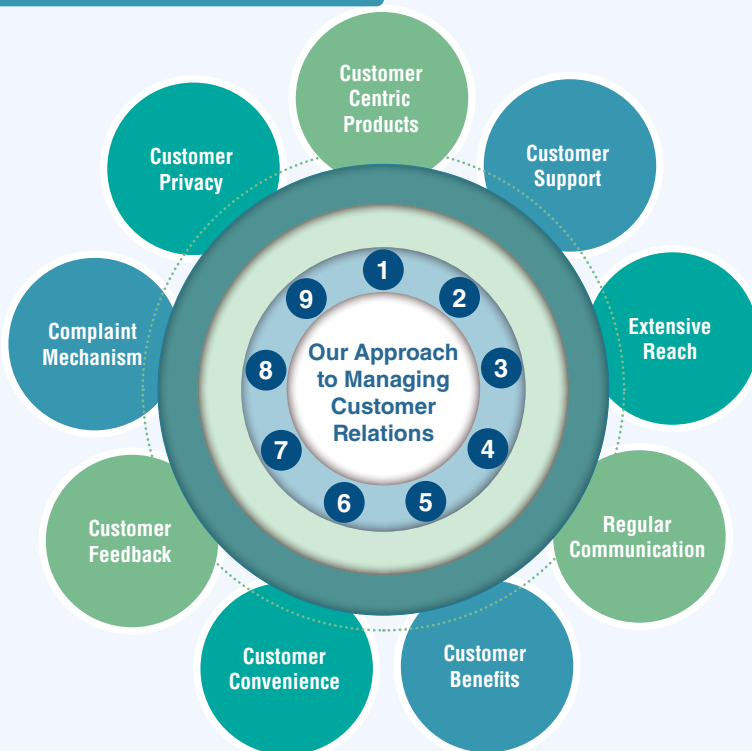 Customer
Centric
Products
Customer
Support
Extensive
Reach
Regular
Communication
Customer
Benefits
Customer
Convenience
Customer
Feedback
Complaint
Mechanism
Customer
Privacy
1
2
3
4
5
6
7
8
9
Our Approach
to Managing
Customer
Relations